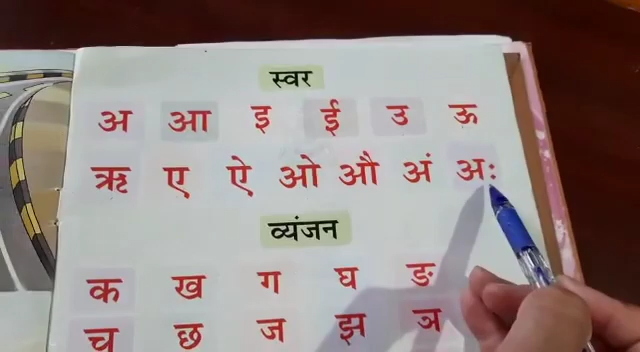 स्वर
अ आ इ ई उ ऊ
ऋ ए ऐ ओ औ अं अः
व्यंजन
क ख ग घ ङ
च छ ज झ ञ